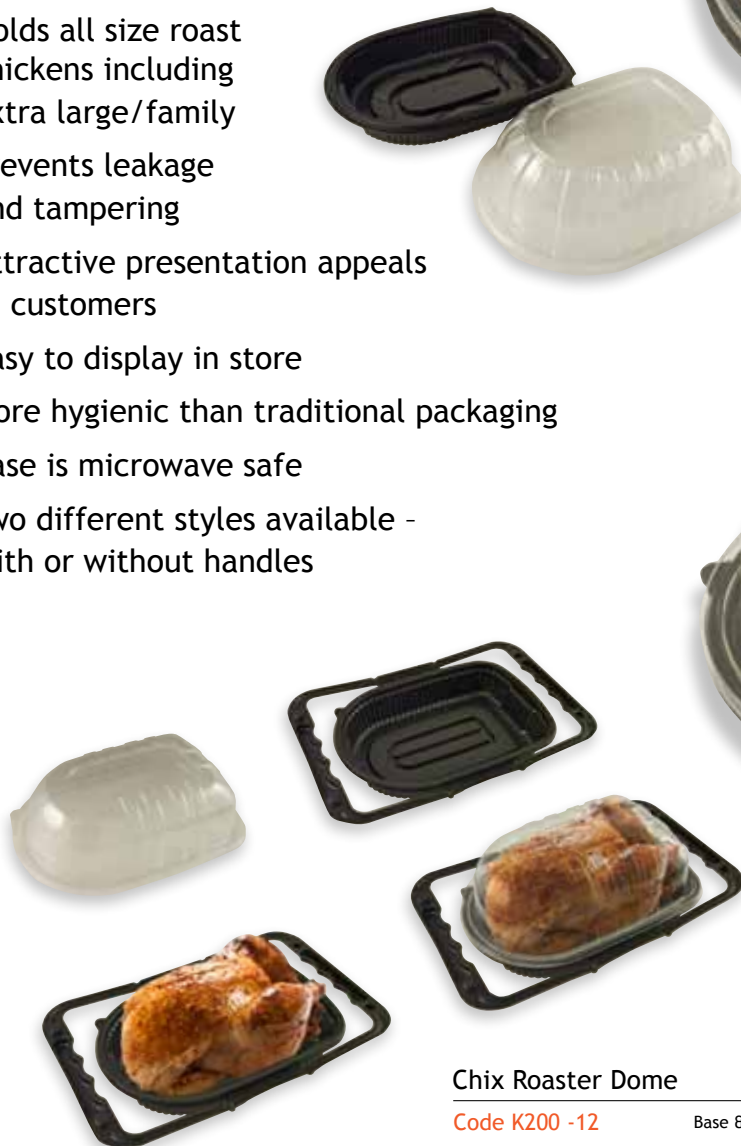 olds all size roast
hickens including
xtra large/family
events leakage
nd tampering
ttractive presentation appeals
customers
asy to display in store
ore hygienic than traditional packaging
ase is microwave safe
wo different styles available –
ith or without handles
Chix Roaster Dome
Code K200 -12 Base 8